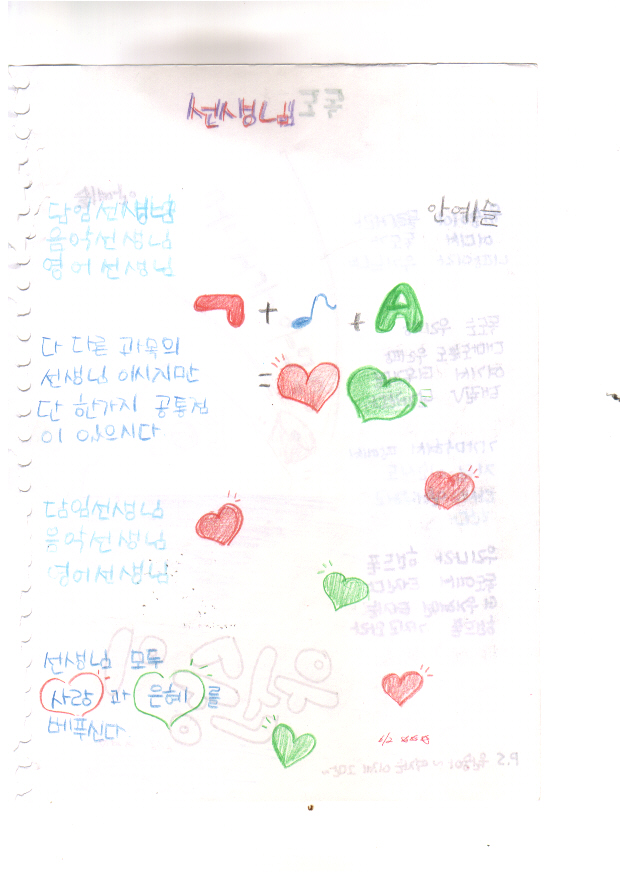 선생님
안예슬
담임선생님
음악선생님
영어선생님
ㄱ + ♪ + A
=
다 다른 과목의
선생님 이시지만
단 한가지 공통점
이 있으시다
담임선생님
음악선생님
영어선생님
선생님 모두
사랑 과 은혜 를
베푸신다